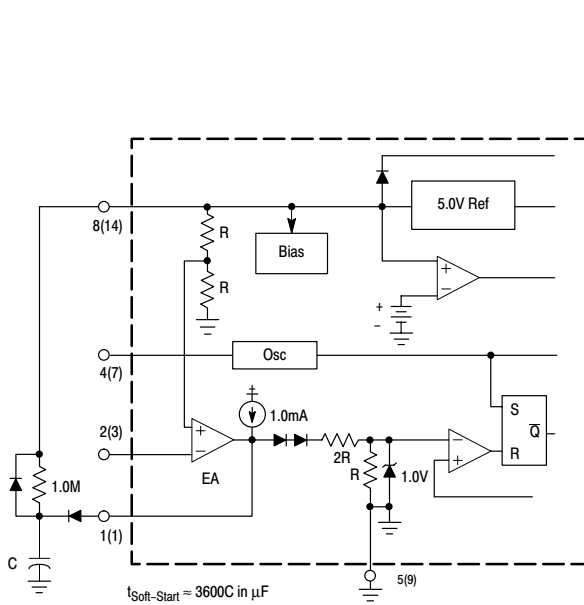 5.0V Ref
8(14)
R
Bias
R
+
−
+
−
4(7)
Osc
2(3)
1.0mA
S
Q̅
R
+
−
EA
2R
R
1.0V
−
+
1.0M
1(1)
C
5(9)
tSoft−Start ≈ 3600C in μF